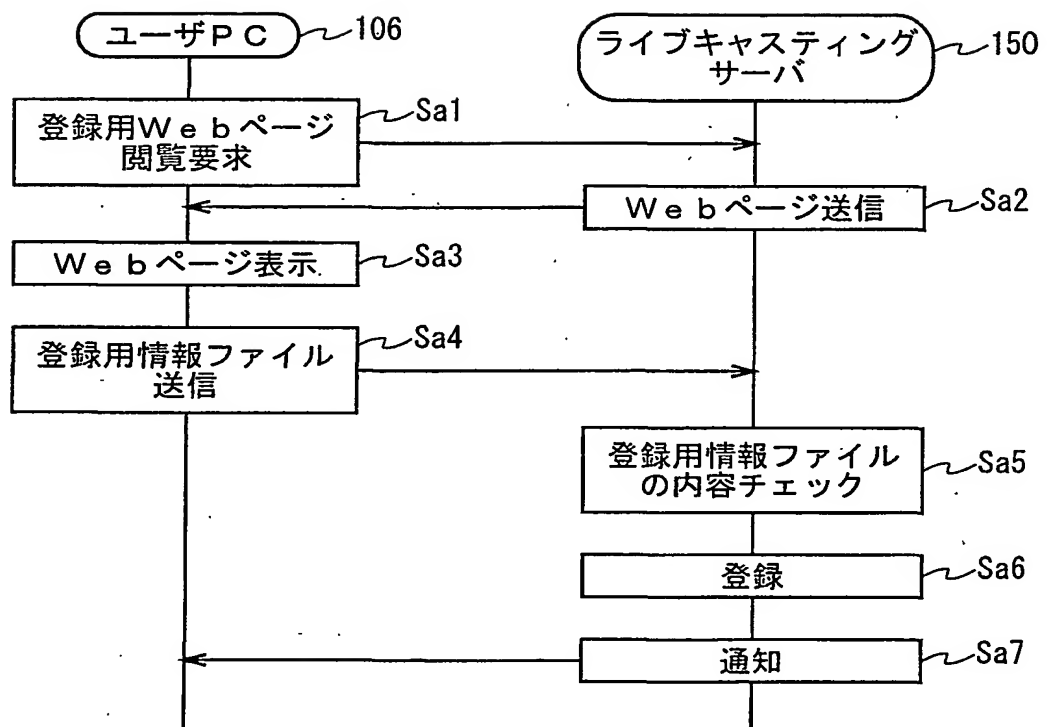 ユーザPC
106
ライブキャスティング
サーバ
150
登録用Webページ
閲覧要求
Sa1
Webページ送信
Sa2
Webページ表示
Sa3
登録用情報ファイル
送信
Sa4
登録用情報ファイル
の内容チェック
Sa5
登録
Sa6
通知
Sa7